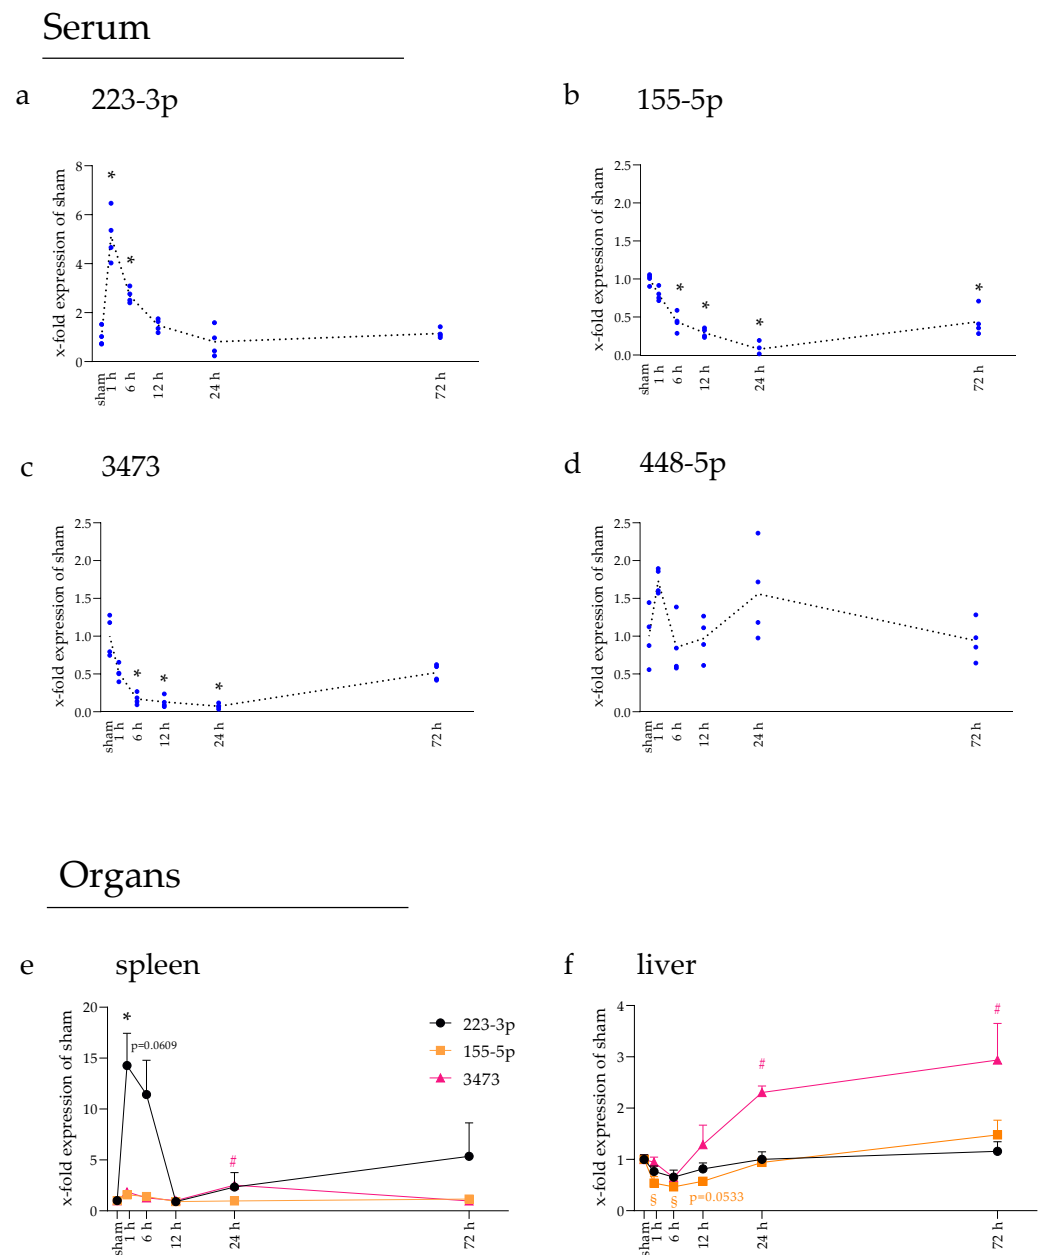 Serum
a 223-3p
x-fold expression of sham
8
6
4
2
0
*
*
sham
1 h
6 h
12 h
24 h
72 h
b 155-5p
x-fold expression of sham
2.5
2.0
1.5
1.0
0.5
0.0
*
*
*
*
sham
1 h
6 h
12 h
24 h
72 h
c 3473
x-fold expression of sham
2.5
2.0
1.5
1.0
0.5
0.0
*
*
*
sham
1 h
6 h
12 h
24 h
72 h
d 448-5p
x-fold expression of sham
2.5
2.0
1.5
1.0
0.5
0.0
sham
1 h
6 h
12 h
24 h
72 h
Organs
e spleen
x-fold expression of sham
20
15
10
5
0
*
p=0.0609
#
223-3p
155-5p
3473
sham
1 h
6 h
12 h
24 h
72 h
f liver
x-fold expression of sham
4
3
2
1
0
#
#
§
§
p=0.0533
sham
1 h
6 h
12 h
24 h
72 h